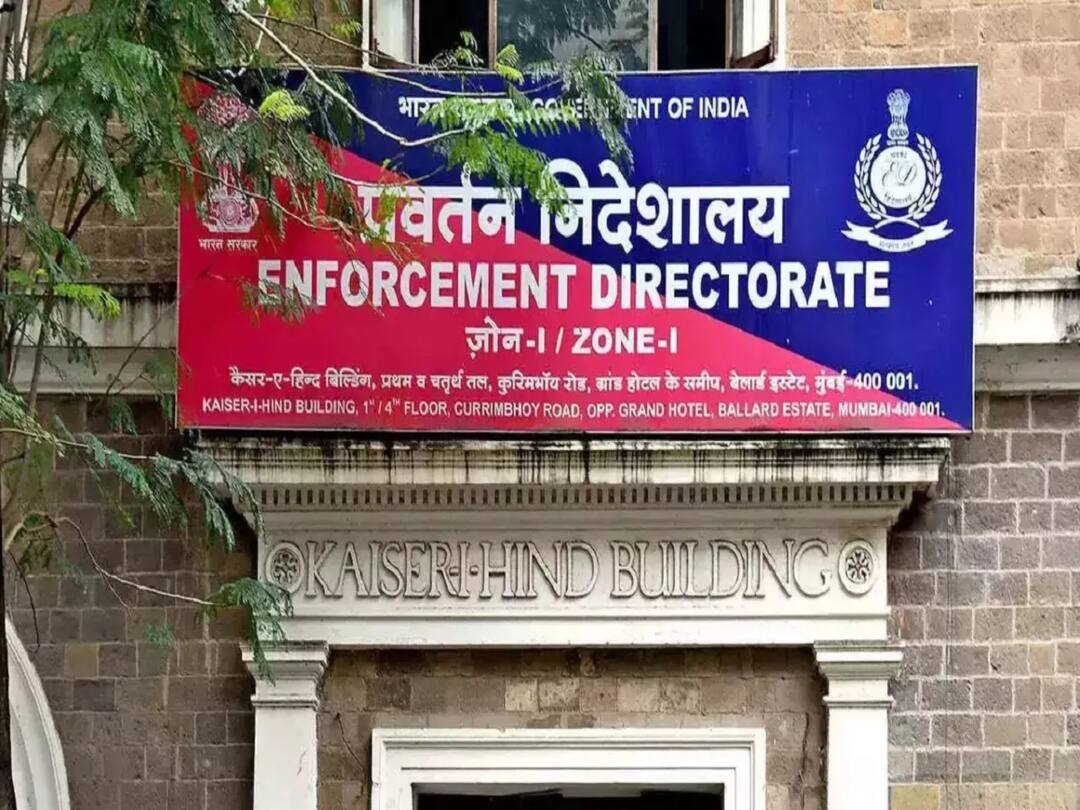 भारत GOVERNMENT OF INDIA
प्रवर्तन निदेशालय
भारत सरकार
ENFORCEMENT DIRECTORATE
ज़ोन-I / ZONE-I
कैसर-ए-हिन्द बिल्डिंग, प्रथम व चतुर्थ तल, कुरिमभॉय रोड, ग्रांड होटल के समीप, बेलार्ड इस्टेट, मुंबई-400 001.
KAISER-I-HIND BUILDING, 1ˢᵗ / 4ᵀᴴ FLOOR, CURRIMBHOY ROAD, OPP. GRAND HOTEL, BALLARD ESTATE, MUMBAI-400 001.
KAISER·I·HIND BUILDING